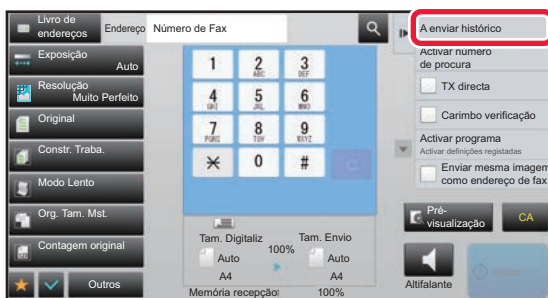 Livro de
endereços
Endereço
Número de Fax
A enviar histórico
Exposição
Auto
Activar número
de procura
Resolução
Muito Perfeito
TX directa
Original
Carimbo verificação
Constr. Traba.
Activar programa
Activar definições registadas
Modo Lento
Enviar mesma imagem
como endereço de fax
Org. Tam. Mst.
Contagem original
Outros
1
2
ABC
3
DEF
4
GHI
5
JKL
6
MNO
7
PQRS
8
TUV
9
WXYZ
0
#
C
Tam. Digitaliz
100%
Tam. Envio
Auto
A4
Auto
A4
Memória recepção:
100%
Pré-
visualização
CA
Altifalante